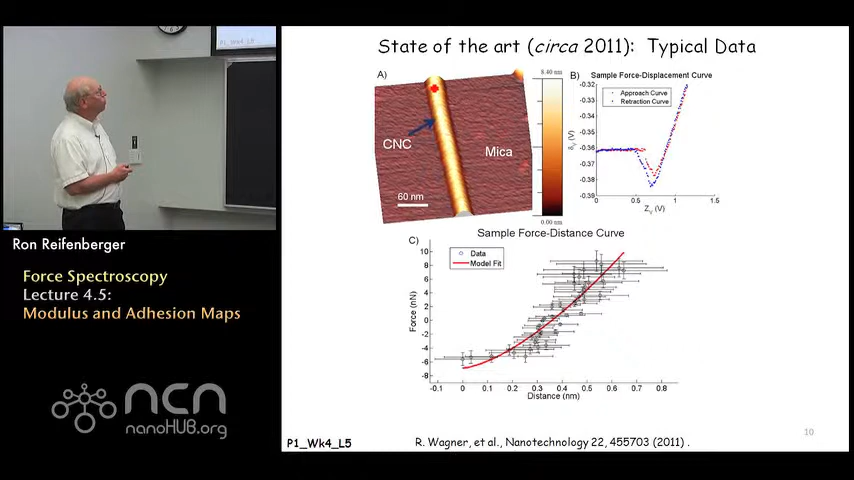 P1_Wk4_L5
Ron Reifenberger
Force Spectroscopy
Lecture 4.5:
Modulus and Adhesion Maps
ncn
nanoHUB.org
State of the art (circa 2011): Typical Data
A)
CNC
Mica
60 nm
8.40 nm
0.00 nm
B)
Sample Force-Displacement Curve
Approach Curve
Retraction Curve
-0.32
-0.33
-0.34
-0.35
-0.36
-0.37
-0.38
-0.39
0
0.5
1
1.5
Zᵥ (V)
C)
Sample Force-Distance Curve
Data
Model Fit
Force (nN)
10
8
6
4
2
0
-2
-4
-6
-8
-0.1 0 0.1 0.2 0.3 0.4 0.5 0.6 0.7 0.8
Distance (nm)
10
P1_Wk4_L5
R. Wagner, et al., Nanotechnology 22, 455703 (2011) .